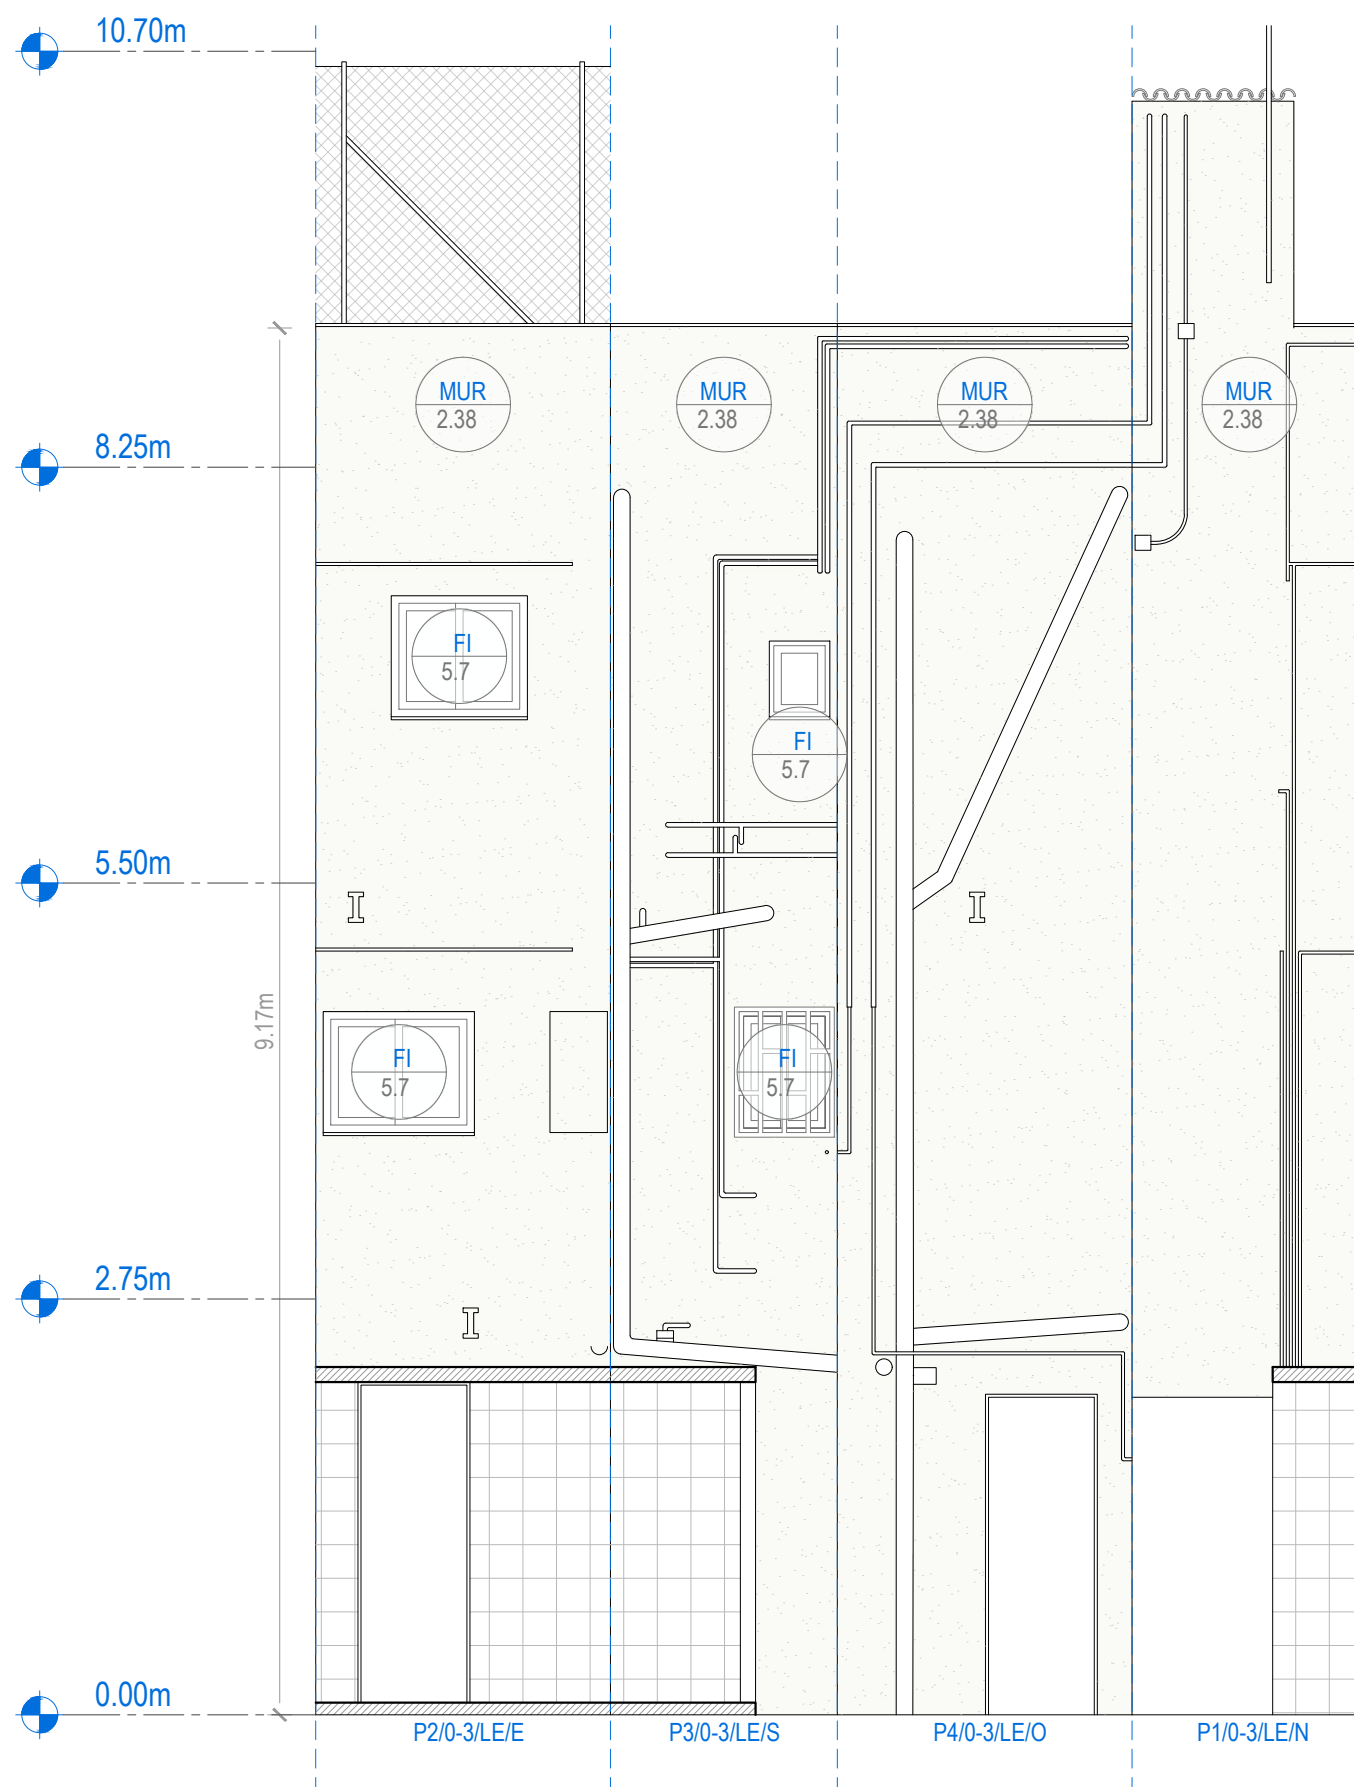 10.70m
MUR
2.38
MUR
2.38
MUR
2.38
MUR
2.38
8.25m
FI
5.7
FI
5.7
5.50m
9.17m
FI
5.7
FI
5.7
2.75m
0.00m
P2/0-3/LE/E
P3/0-3/LE/S
P4/0-3/LE/O
P1/0-3/LE/N